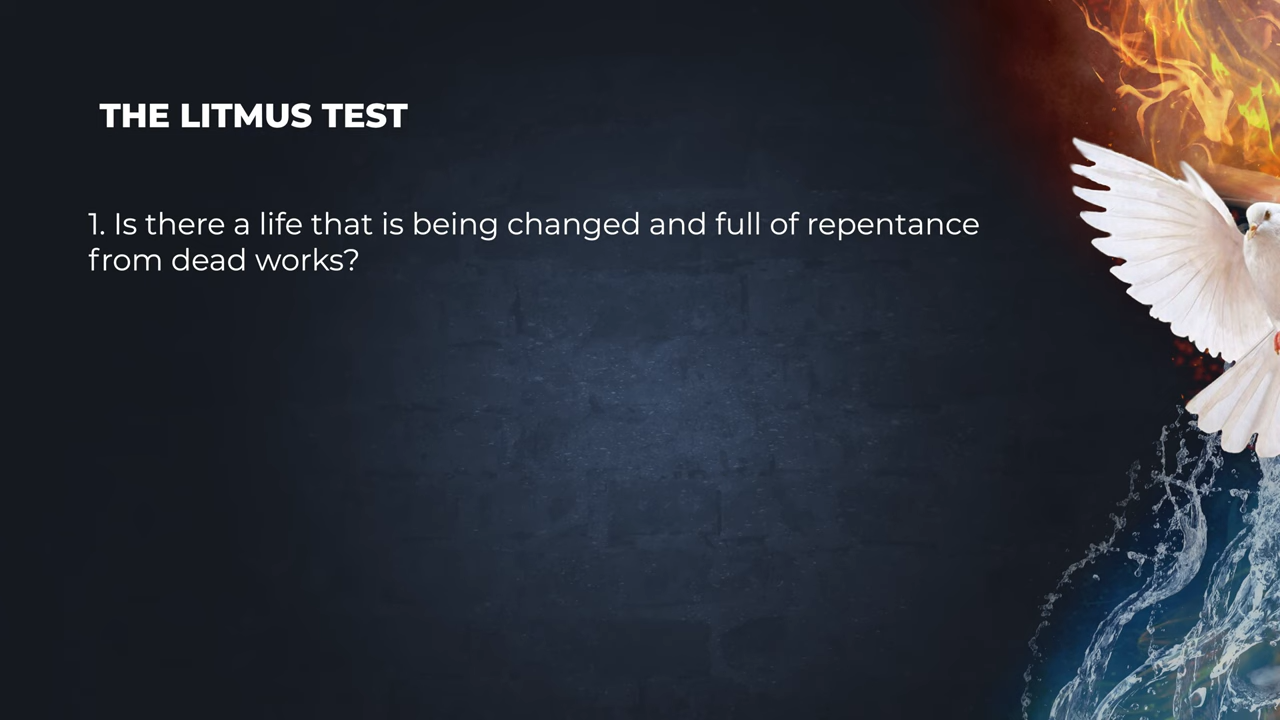 THE LITMUS TEST
1. Is there a life that is being changed and full of repentance
from dead works?